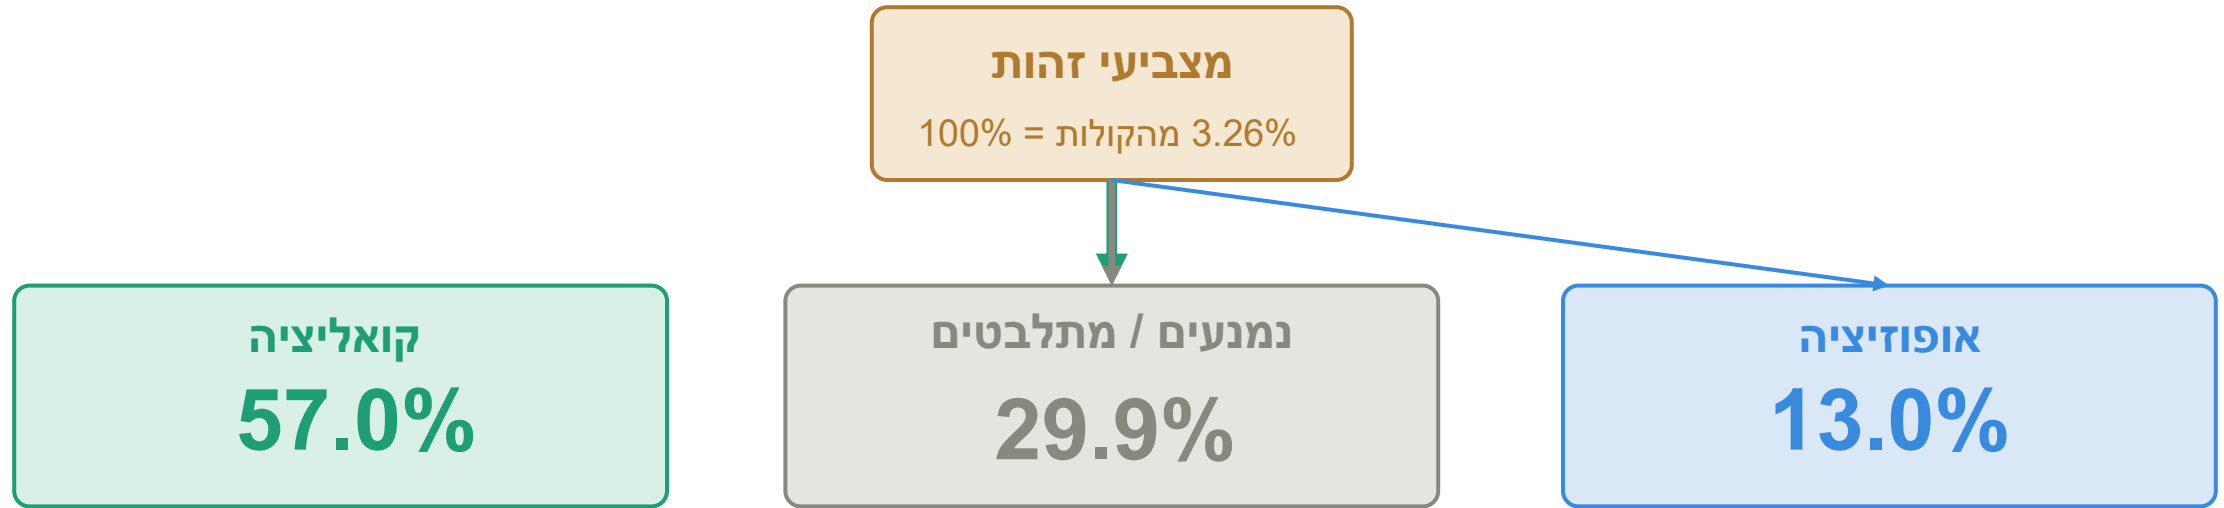 מצביעי זהות
3.26% מהקולות = 100%
אופוזיציה
13.0%
נמנעים / מתלבטים
29.9%
קואליציה
57.0%